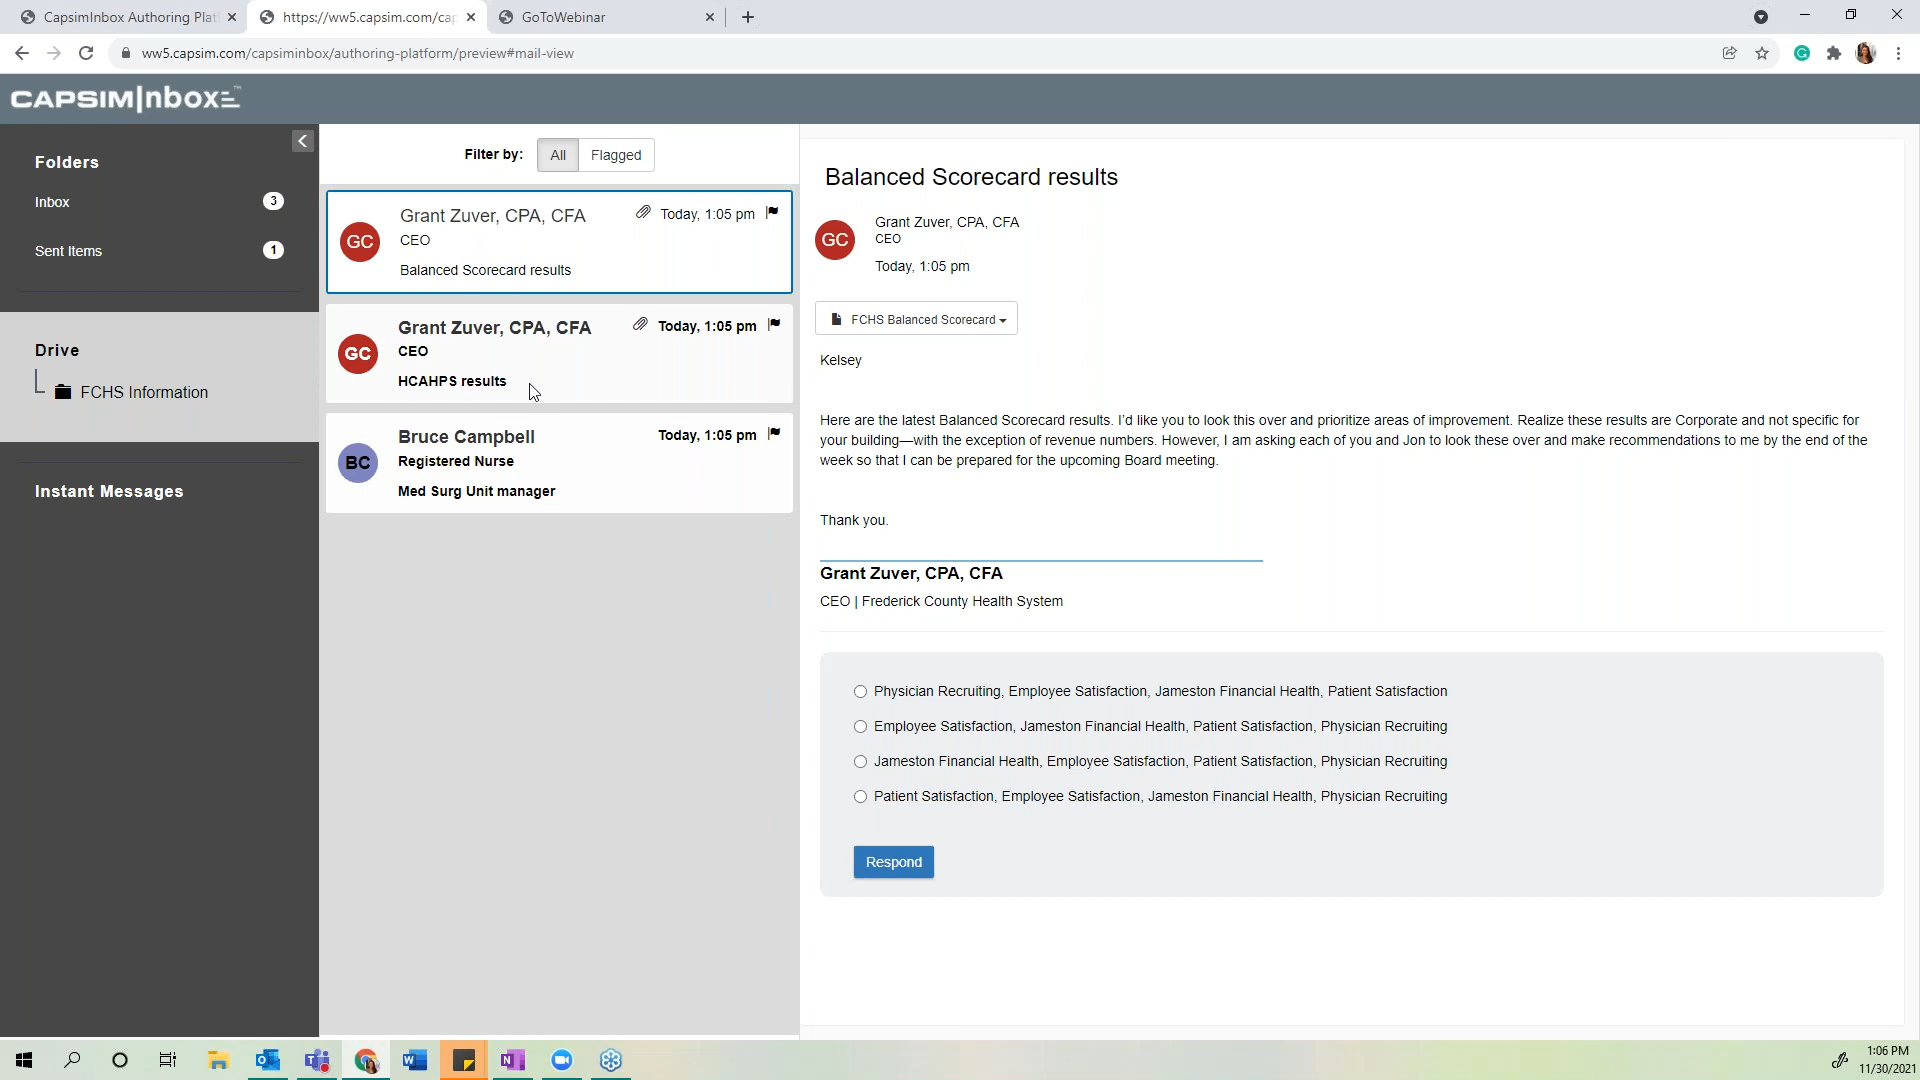 CapsimInbox Authoring Plat
https://ww5.capsim.com/cap
GoToWebinar
ww5.capsim.com/capsiminbox/authoring-platform/preview#mail-view
CAPSIMInbox™
Folders
Inbox 3
Sent Items 1
Drive
FCHS Information
Instant Messages
Filter by: All Flagged
GC
Grant Zuver, CPA, CFA Today, 1:05 pm
CEO
Balanced Scorecard results
GC
Grant Zuver, CPA, CFA Today, 1:05 pm
CEO
HCAHPS results
BC
Bruce Campbell Today, 1:05 pm
Registered Nurse
Med Surg Unit manager
Balanced Scorecard results
GC
Grant Zuver, CPA, CFA
CEO
Today, 1:05 pm
FCHS Balanced Scorecard
Kelsey
Here are the latest Balanced Scorecard results. I'd like you to look this over and prioritize areas of improvement. Realize these results are Corporate and not specific for
your building—with the exception of revenue numbers. However, I am asking each of you and Jon to look these over and make recommendations to me by the end of the
week so that I can be prepared for the upcoming Board meeting.
Thank you.
Grant Zuver, CPA, CFA
CEO | Frederick County Health System
Physician Recruiting, Employee Satisfaction, Jameston Financial Health, Patient Satisfaction
Employee Satisfaction, Jameston Financial Health, Patient Satisfaction, Physician Recruiting
Jameston Financial Health, Employee Satisfaction, Patient Satisfaction, Physician Recruiting
Patient Satisfaction, Employee Satisfaction, Jameston Financial Health, Physician Recruiting
Respond
1:06 PM
11/30/2021